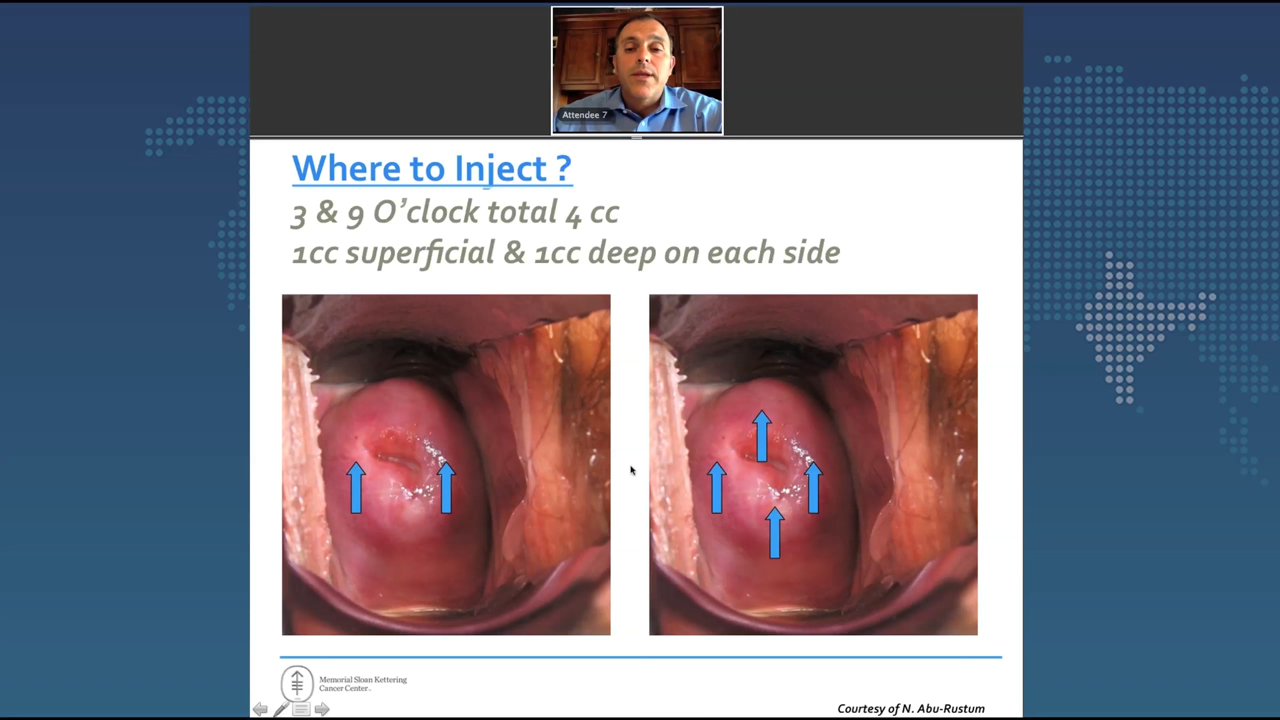 Attendee 7
Where to Inject ?
3 & 9 O’clock total 4 cc
1cc superficial & 1cc deep on each side
Memorial Sloan Kettering
Cancer Center
Courtesy of N. Abu-Rustum